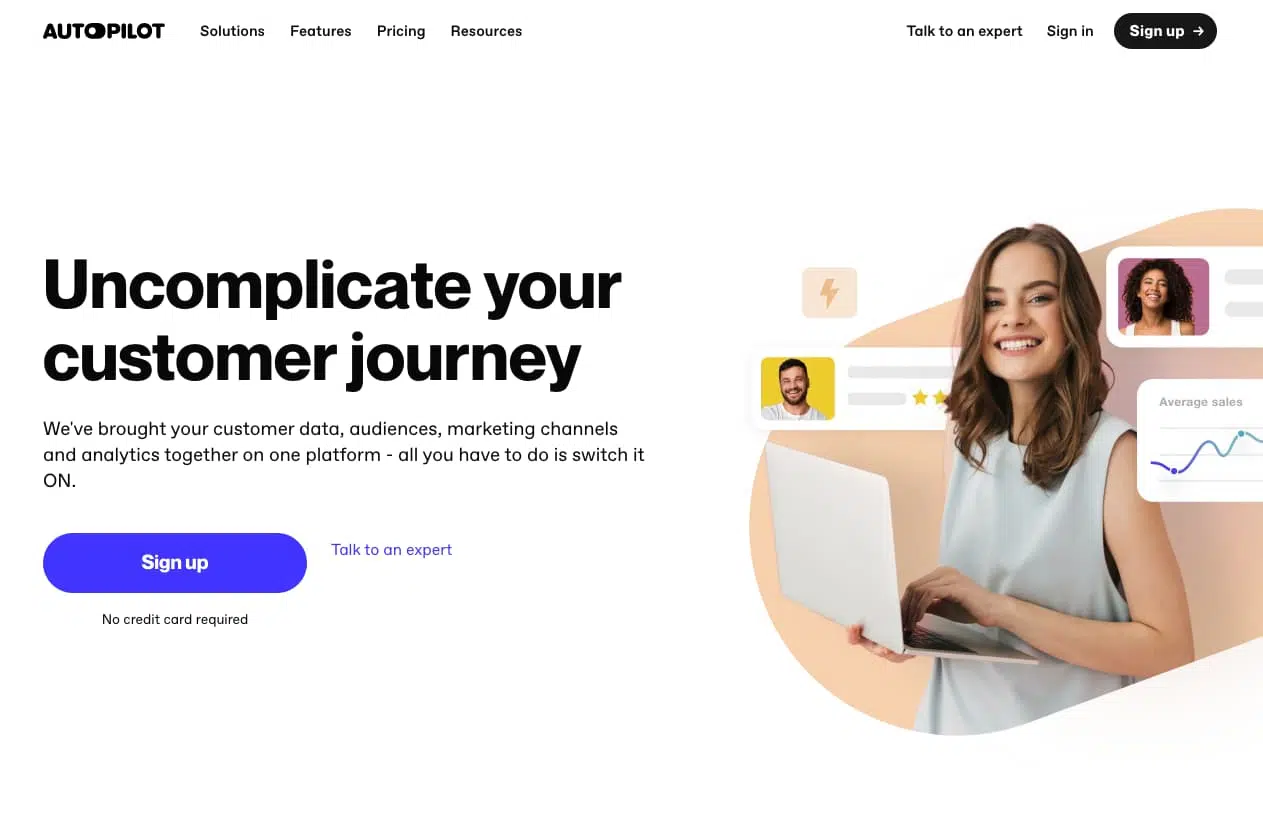 AUTOPILOT
Solutions
Features
Pricing
Resources
Talk to an expert
Sign in
Sign up →
Uncomplicate your
customer journey
We've brought your customer data, audiences, marketing channels
and analytics together on one platform - all you have to do is switch it
ON.
Sign up
Talk to an expert
No credit card required
Average sales